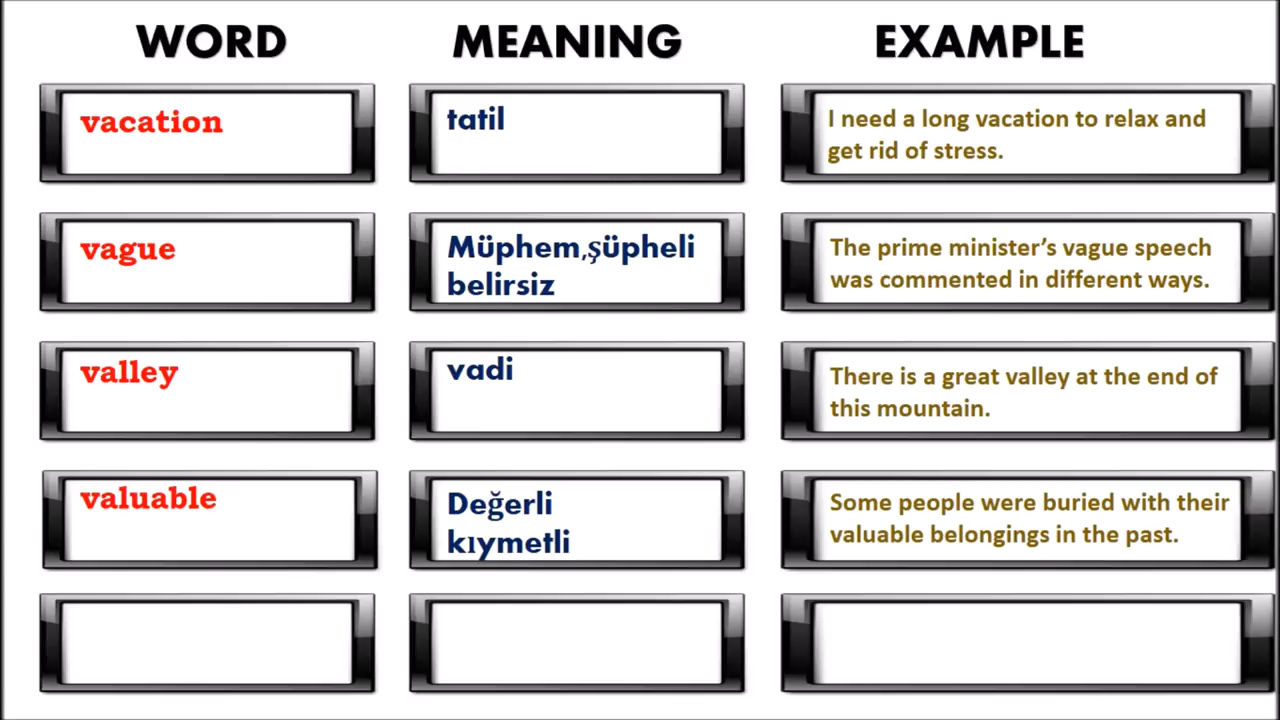 WORD MEANING EXAMPLE
vacation
tatil
I need a long vacation to relax and
get rid of stress.
vague
Müphem,şüpheli
belirsiz
The prime minister’s vague speech
was commented in different ways.
valley
vadi
There is a great valley at the end of
this mountain.
valuable
Değerli
kıymetli
Some people were buried with their
valuable belongings in the past.